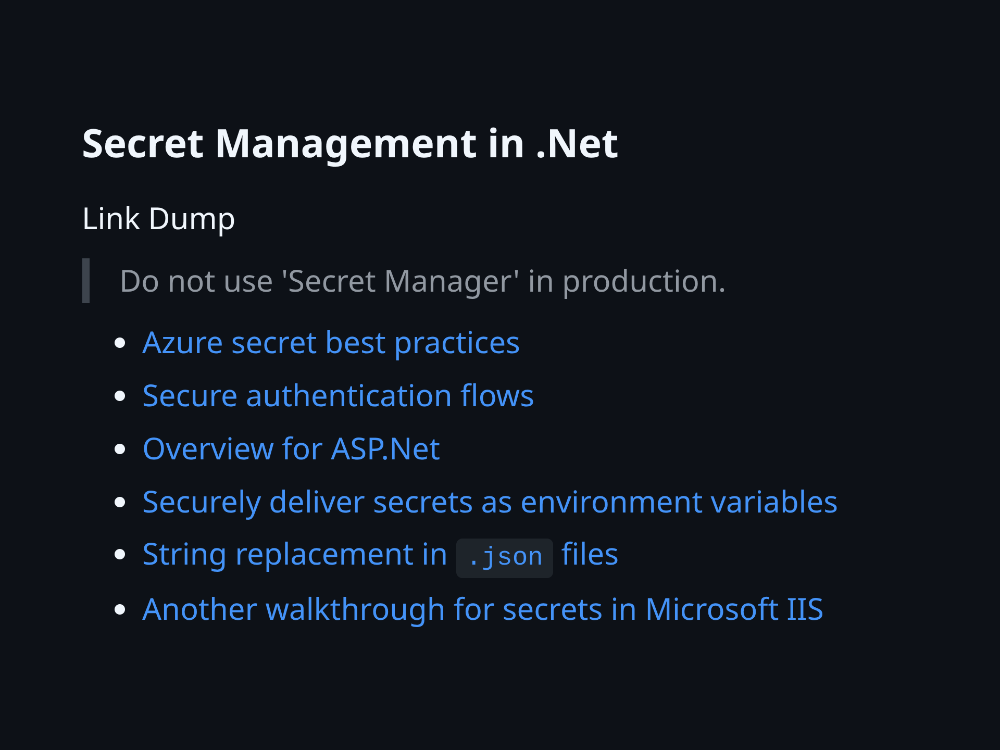 Secret Management in .Net
Link Dump
Do not use 'Secret Manager' in production.
Azure secret best practices
Secure authentication flows
Overview for ASP.Net
Securely deliver secrets as environment variables
String replacement in .json files
Another walkthrough for secrets in Microsoft IIS